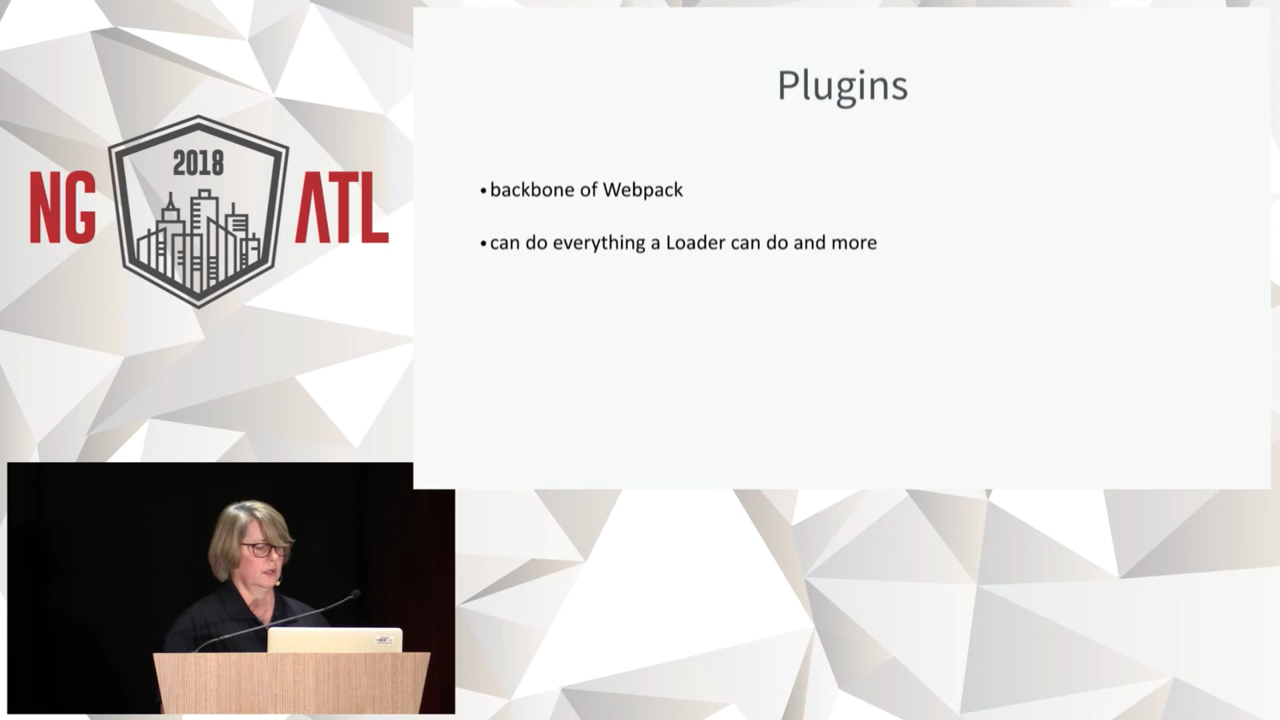 2018
NG ATL
Plugins
• backbone of Webpack
• can do everything a Loader can do and more